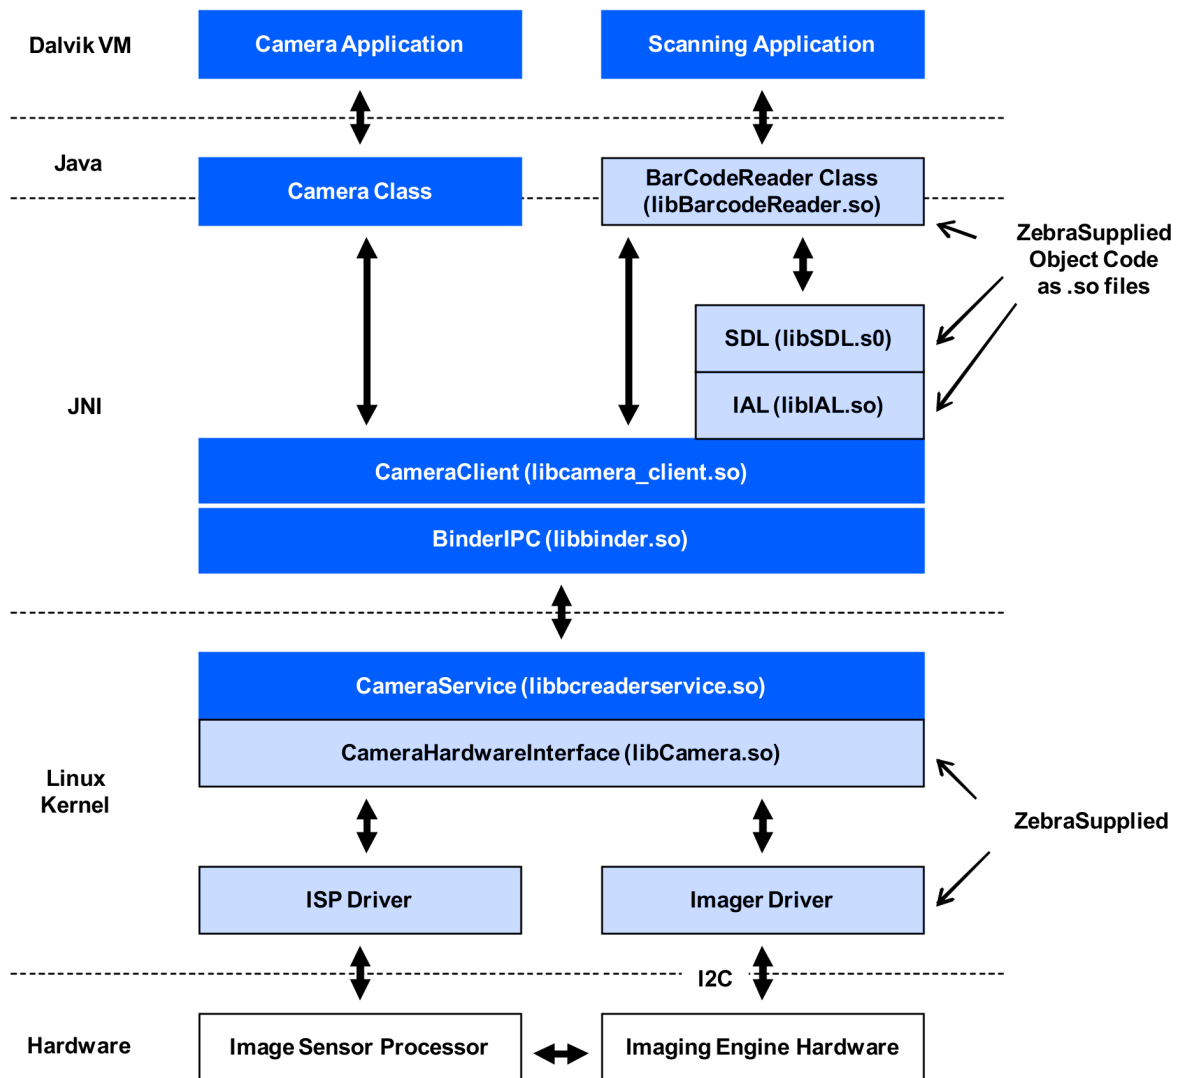 Dalvik VM
Camera Application
Scanning Application
Java
Camera Class
BarCodeReader Class
(libBarcodeReader.so)
ZebraSupplied
Object Code
as .so files
SDL (libSDL.s0)
JNI
IAL (libIAL.so)
CameraClient (libcamera_client.so)
BinderIPC (libbinder.so)
CameraService (libbcreaderservice.so)
CameraHardwareInterface (libCamera.so)
Linux
Kernel
ZebraSupplied
ISP Driver
Imager Driver
I2C
Hardware
Image Sensor Processor
Imaging Engine Hardware